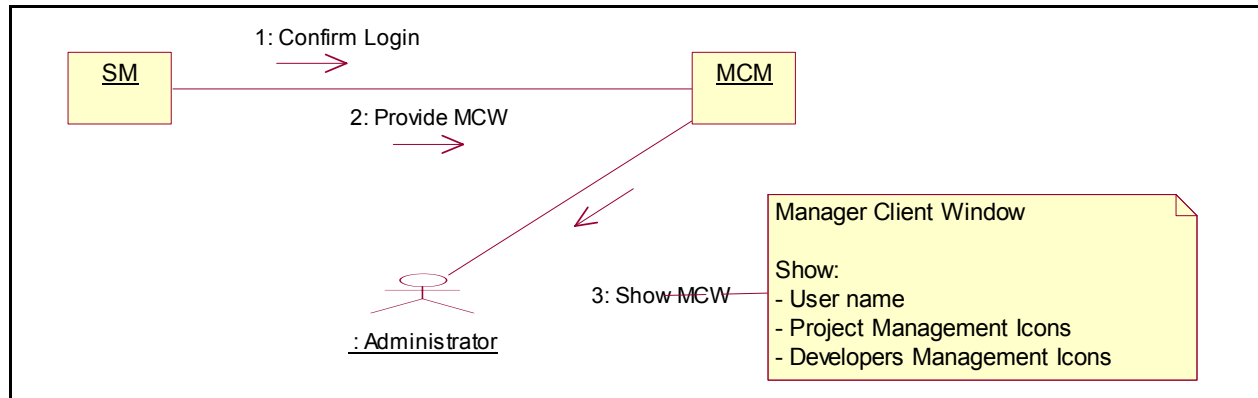 1: Confirm Login
SM
MCM
2: Provide MCW
Manager Client Window
Show:
- User name
- Project Management Icons
- Developers Management Icons
3: Show MCW
: Administrator